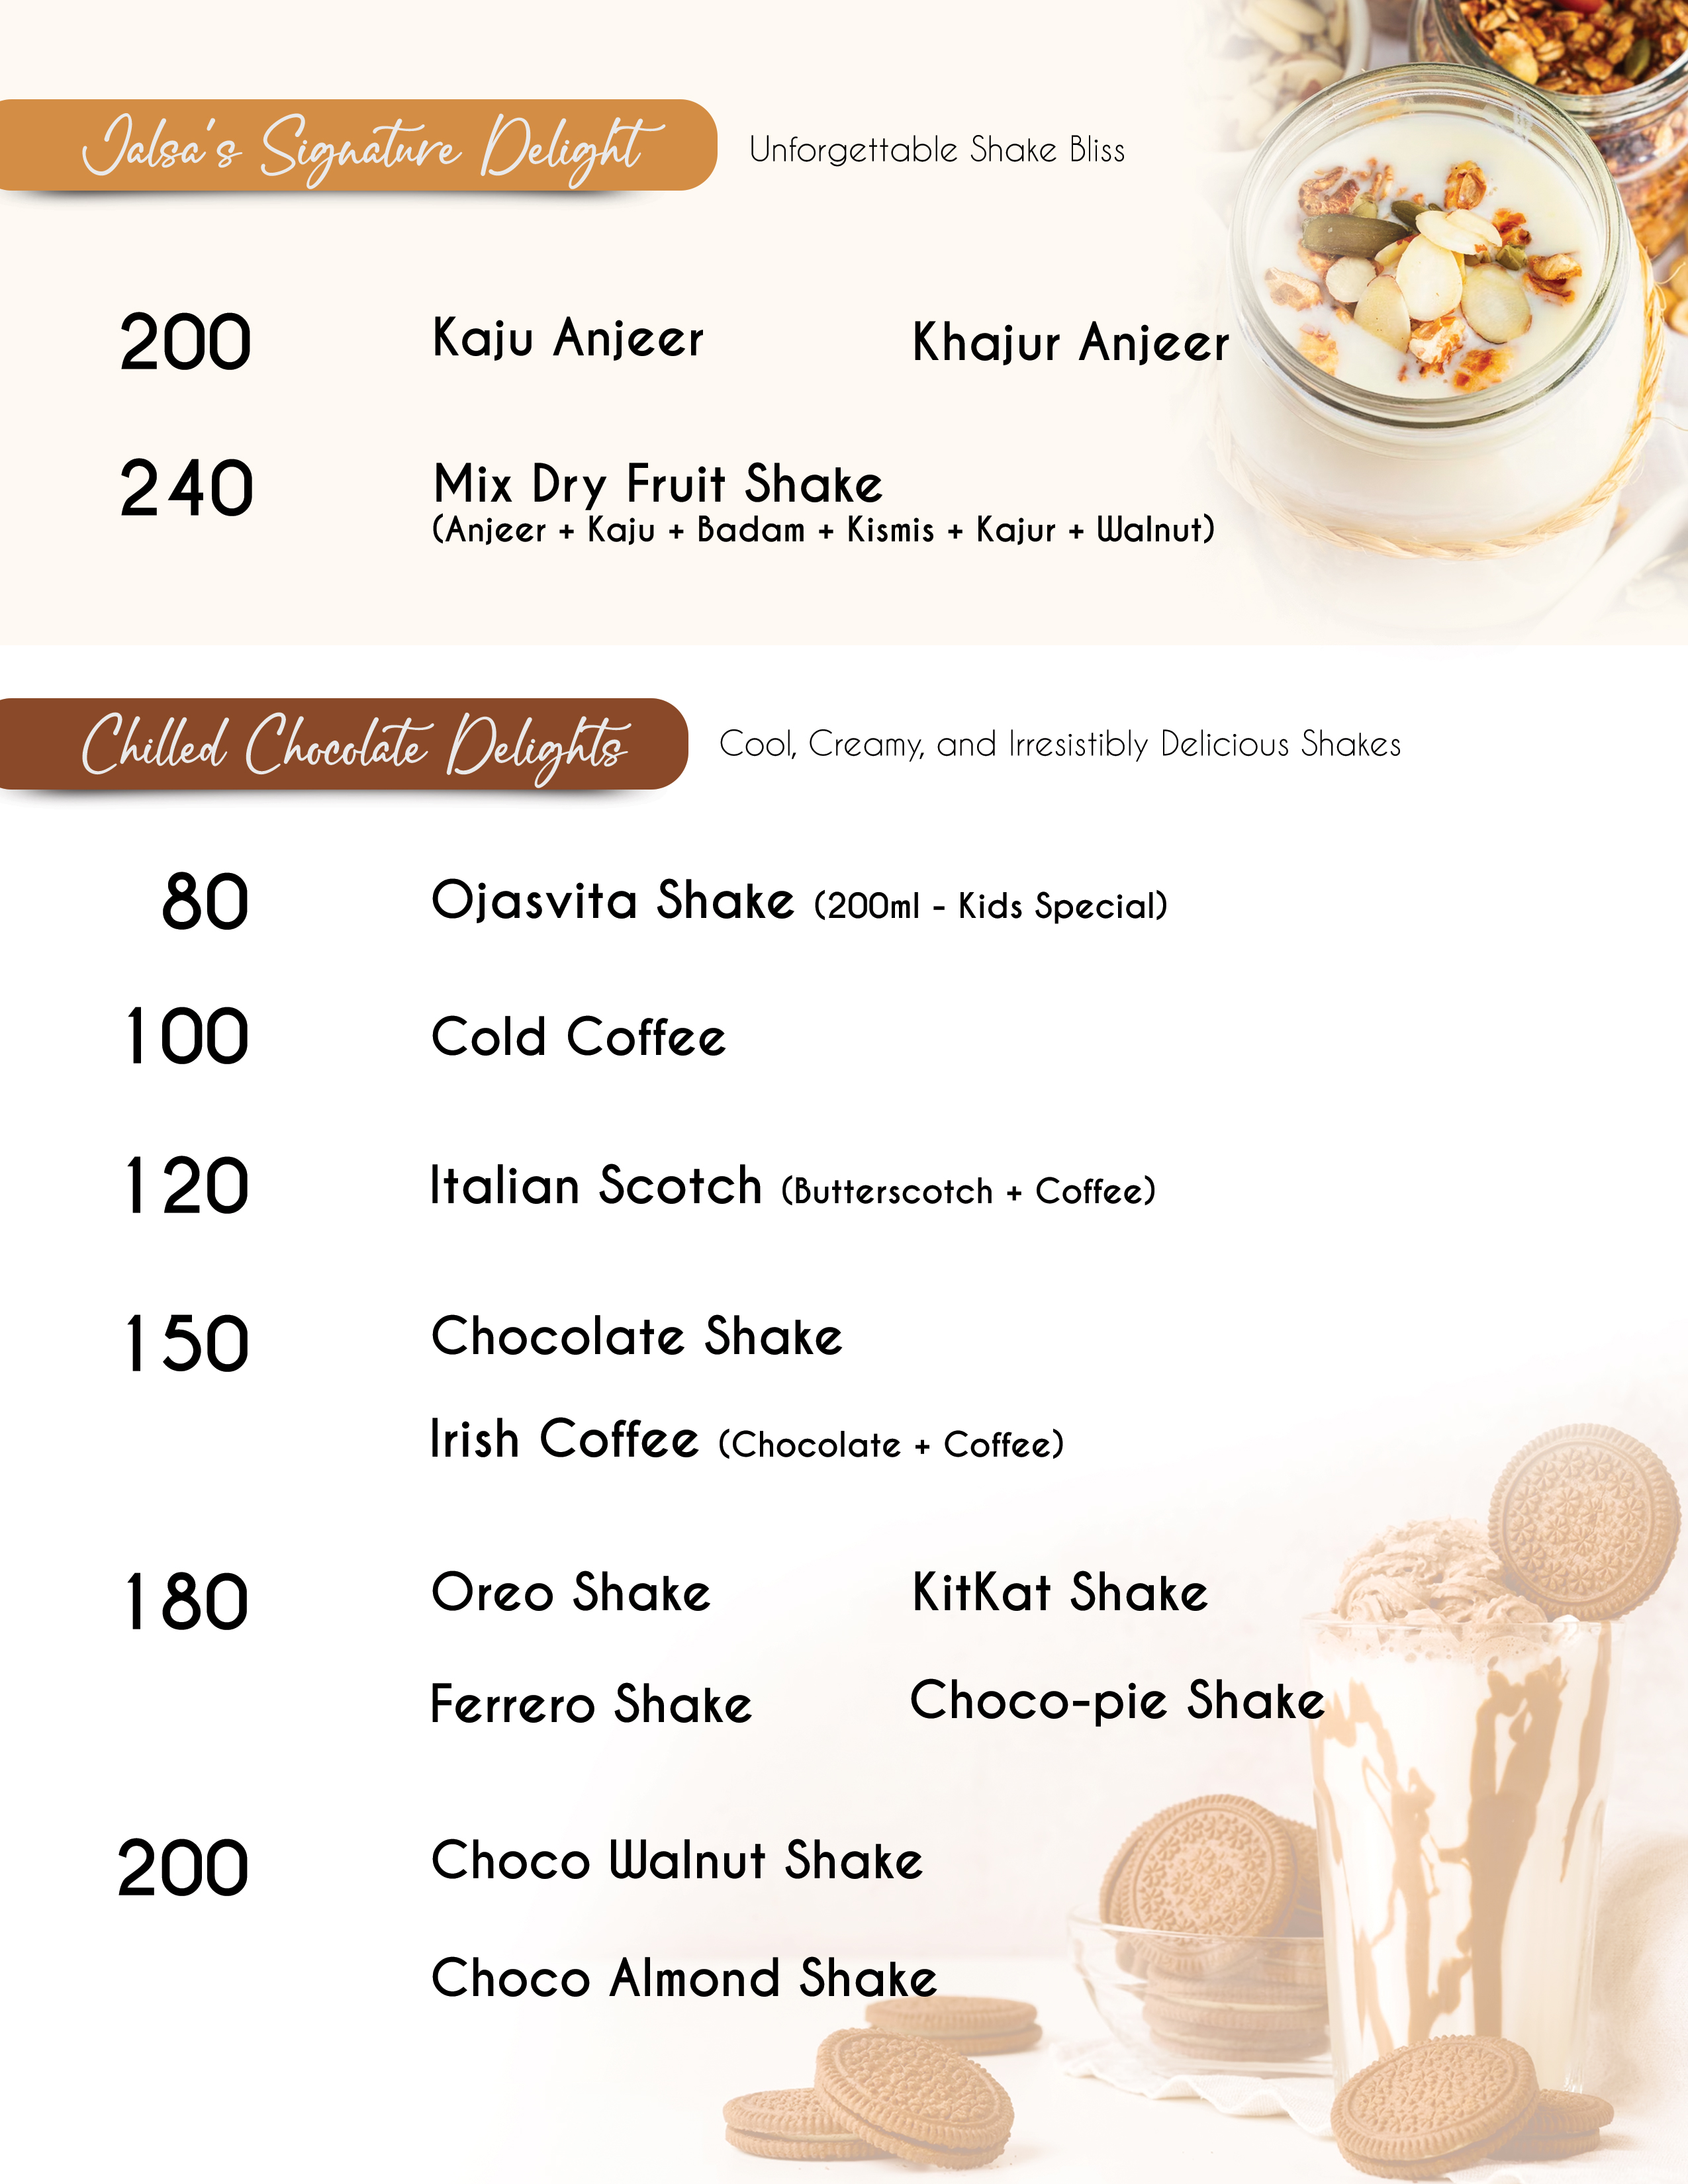 Jalsa's Signature Delight Unforgettable Shake Bliss
200 Kaju Anjeer Khajur Anjeer
240 Mix Dry Fruit Shake
(Anjeer + Kaju + Badam + Kismis + Kajur + Walnut)
Chilled Chocolate Delights Cool, Creamy, and Irresistibly Delicious Shakes
80 Ojasvita Shake (200ml - Kids Special)
100 Cold Coffee
120 Italian Scotch (Butterscotch + Coffee)
150 Chocolate Shake
Irish Coffee (Chocolate + Coffee)
180 Oreo Shake KitKat Shake
Ferrero Shake Choco-pie Shake
200 Choco Walnut Shake
Choco Almond Shake